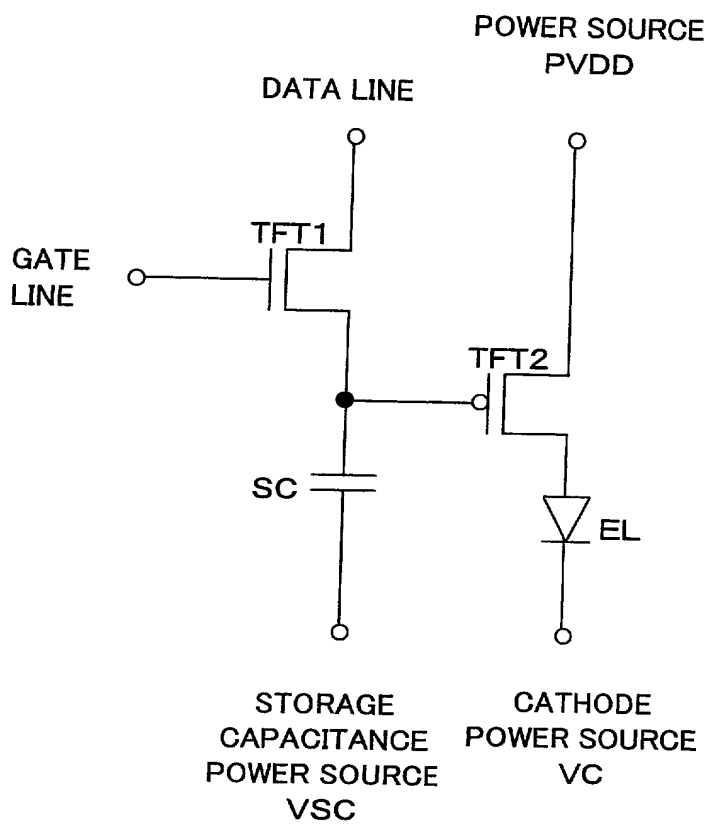 POWER SOURCE
PVDD
DATA LINE
TFT1
GATE
LINE
TFT2
SC
EL
STORAGE
CAPACITANCE
POWER SOURCE
VSC
CATHODE
POWER SOURCE
VC